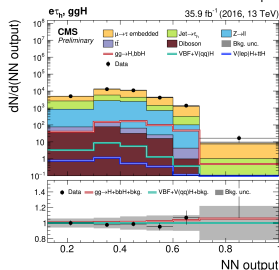 eτh, ggH
35.9 fb⁻¹ (2016, 13 TeV)
CMS
Preliminary
μ→τ embedded
Jet→τh
Z→ll
tt̄
Diboson
Bkg. unc.
gg→H,bbH
VBF+V(qq)H
V(lep)H+ttH
Data
dN/d(NN output)
10⁷
10⁶
10⁵
10⁴
10³
10²
10
1
10⁻¹
Data
gg→H,bbH+bkg.
VBF+V(qq)H+bkg.
Bkg. unc.
1.4
1.2
1.0
0.8
0.2
0.4
0.6
0.8
1
NN output